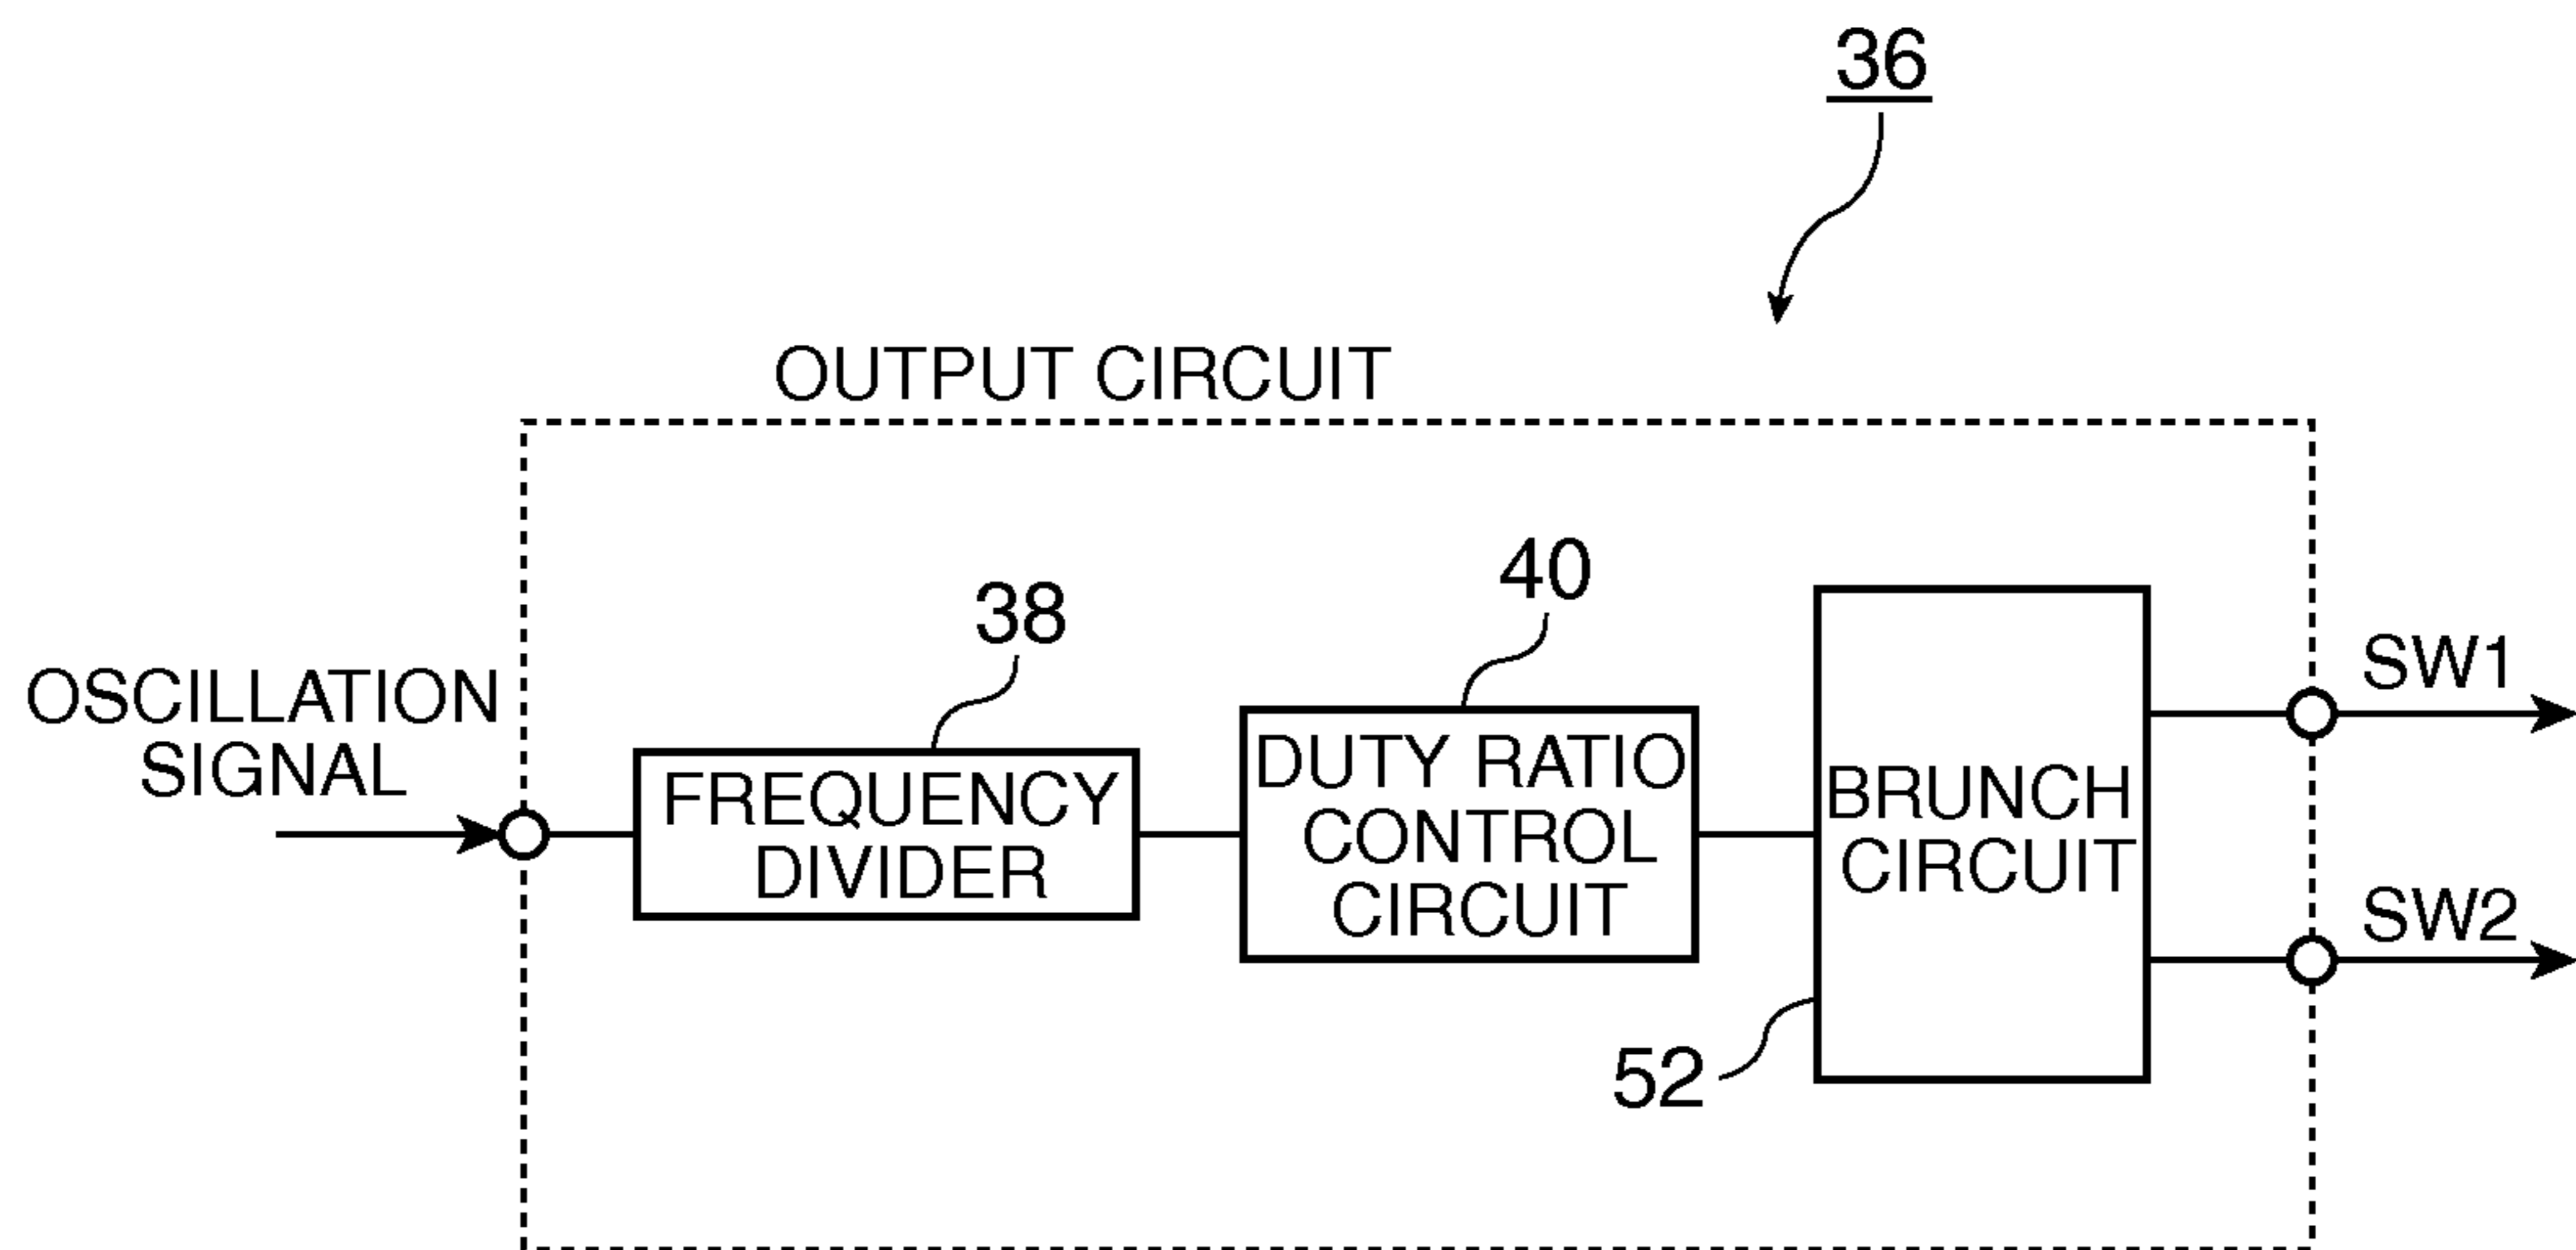 36
OUTPUT CIRCUIT
40
38
OSCILLATION
SIGNAL
FREQUENCY
DIVIDER
DUTY RATIO
CONTROL
CIRCUIT
BRUNCH
CIRCUIT
SW1
SW2
52